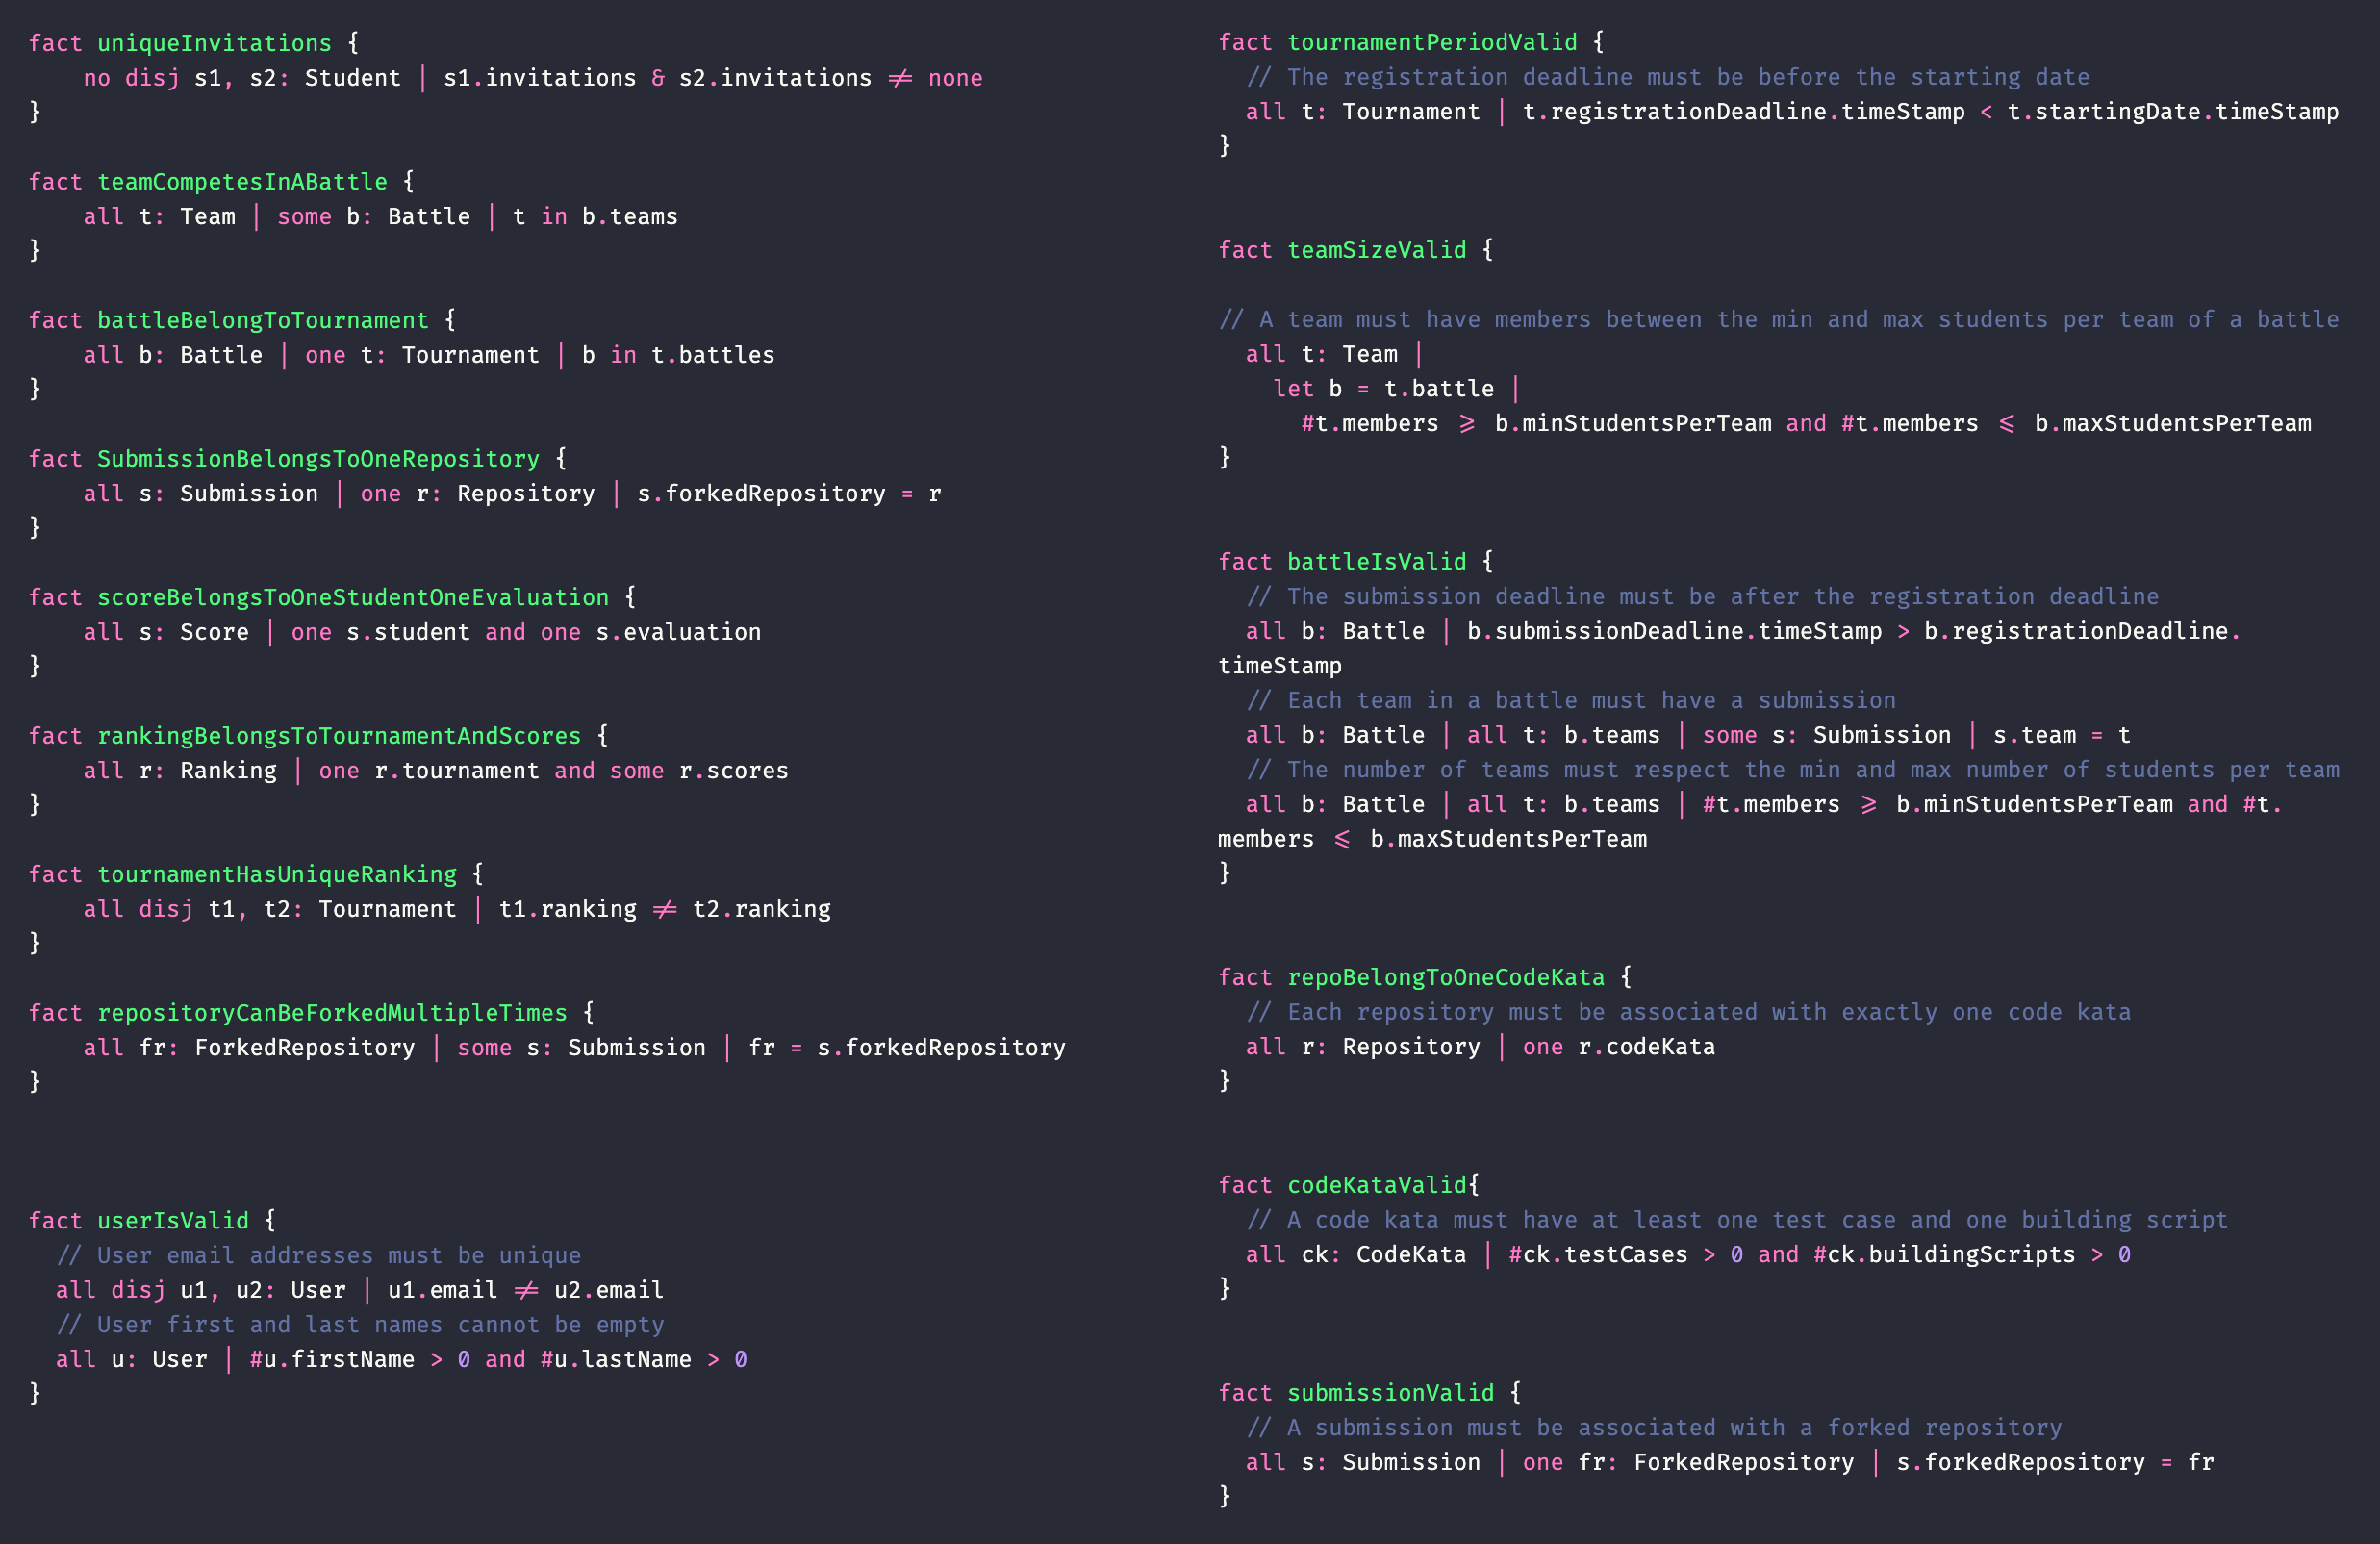 fact uniqueInvitations {
    no disj s1, s2: Student | s1.invitations & s2.invitations != none
}

fact teamCompetesInABattle {
    all t: Team | some b: Battle | t in b.teams
}

fact battleBelongToTournament {
    all b: Battle | one t: Tournament | b in t.battles
}

fact SubmissionBelongsToOneRepository {
    all s: Submission | one r: Repository | s.forkedRepository = r
}

fact scoreBelongsToOneStudentOneEvaluation {
    all s: Score | one s.student and one s.evaluation
}

fact rankingBelongsToTournamentAndScores {
    all r: Ranking | one r.tournament and some r.scores
}

fact tournamentHasUniqueRanking {
    all disj t1, t2: Tournament | t1.ranking != t2.ranking
}

fact repositoryCanBeForkedMultipleTimes {
    all fr: ForkedRepository | some s: Submission | fr = s.forkedRepository
}

fact userIsValid {
  // User email addresses must be unique
  all disj u1, u2: User | u1.email != u2.email
  // User first and last names cannot be empty
  all u: User | #u.firstName > 0 and #u.lastName > 0
}

fact tournamentPeriodValid {
  // The registration deadline must be before the starting date
  all t: Tournament | t.registrationDeadline.timeStamp < t.startingDate.timeStamp
}

fact teamSizeValid {

// A team must have members between the min and max students per team of a battle
  all t: Team |
    let b = t.battle |
      #t.members >= b.minStudentsPerTeam and #t.members <= b.maxStudentsPerTeam
}

fact battleIsValid {
  // The submission deadline must be after the registration deadline
  all b: Battle | b.submissionDeadline.timeStamp > b.registrationDeadline.
timeStamp
  // Each team in a battle must have a submission
  all b: Battle | all t: b.teams | some s: Submission | s.team = t
  // The number of teams must respect the min and max number of students per team
  all b: Battle | all t: b.teams | #t.members >= b.minStudentsPerTeam and #t.
members <= b.maxStudentsPerTeam
}

fact repoBelongToOneCodeKata {
  // Each repository must be associated with exactly one code kata
  all r: Repository | one r.codeKata
}

fact codeKataValid{
  // A code kata must have at least one test case and one building script
  all ck: CodeKata | #ck.testCases > 0 and #ck.buildingScripts > 0
}

fact submissionValid {
  // A submission must be associated with a forked repository
  all s: Submission | one fr: ForkedRepository | s.forkedRepository = fr
}